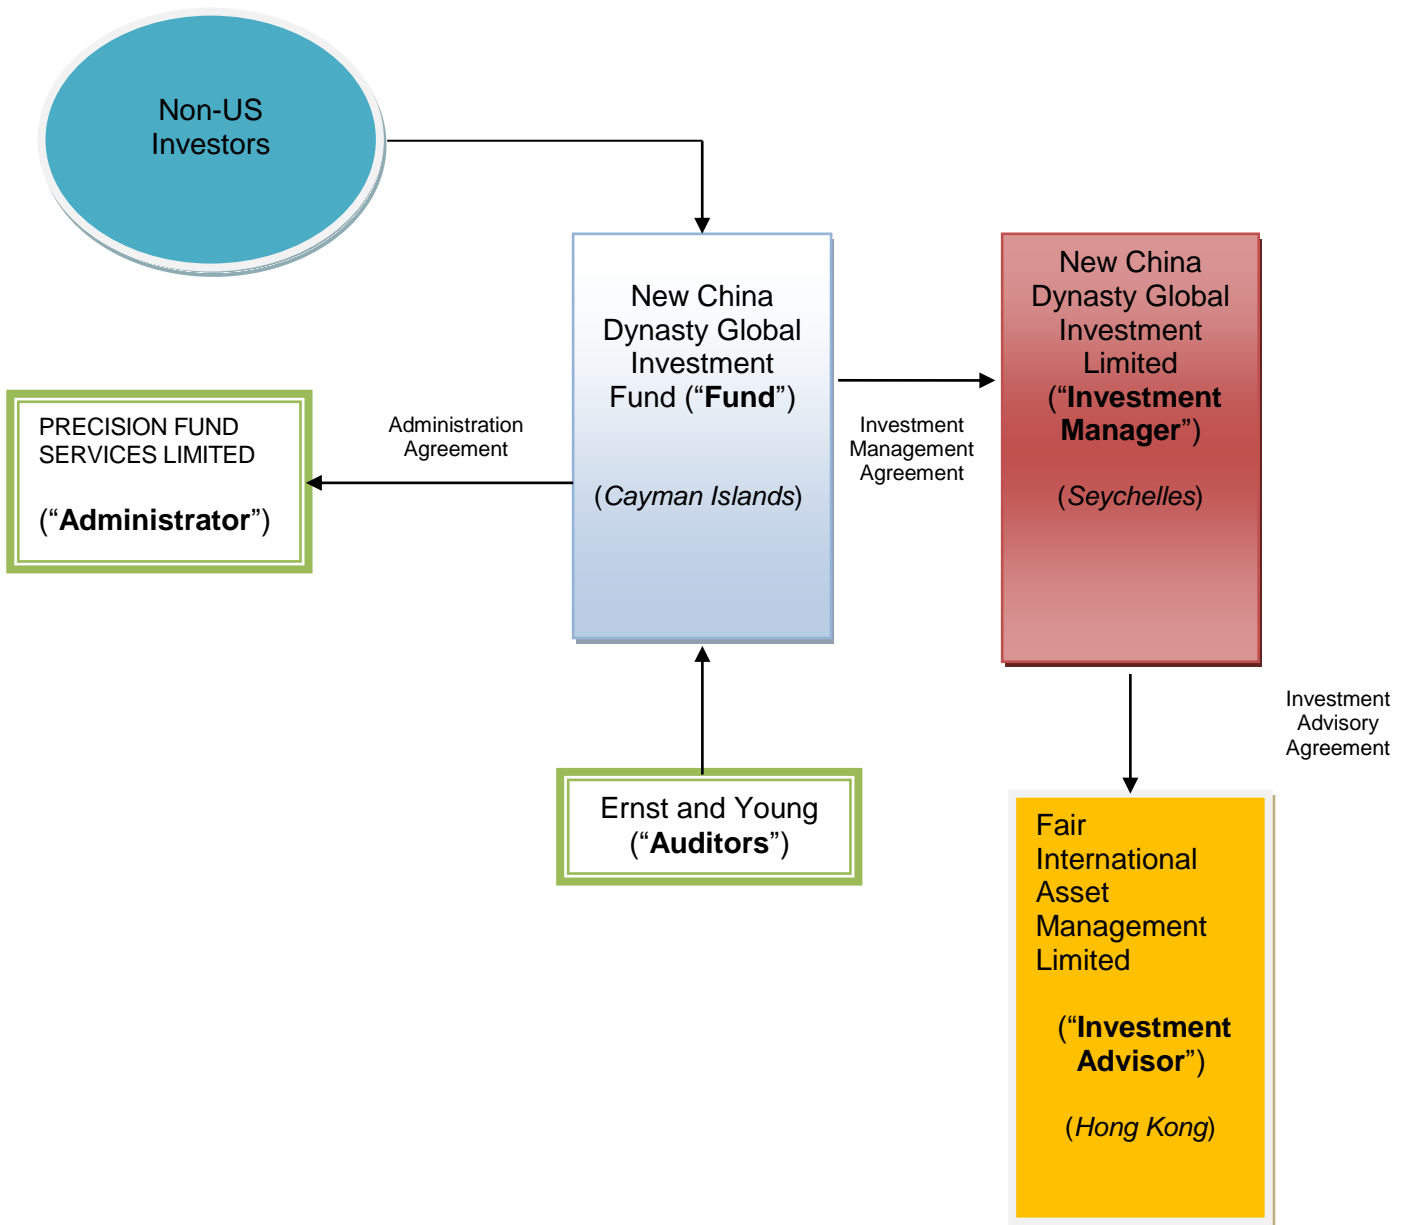 Non-US
Investors
New China
Dynasty Global
Investment
Fund (“Fund”)
(Cayman Islands)
New China
Dynasty Global
Investment
Limited
(“Investment
Manager”)
(Seychelles)
PRECISION FUND
SERVICES LIMITED
(“Administrator”)
Administration
Agreement
Investment
Management
Agreement
Investment
Advisory
Agreement
Ernst and Young
(“Auditors”)
Fair
International
Asset
Management
Limited
(“Investment
Advisor”)
(Hong Kong)